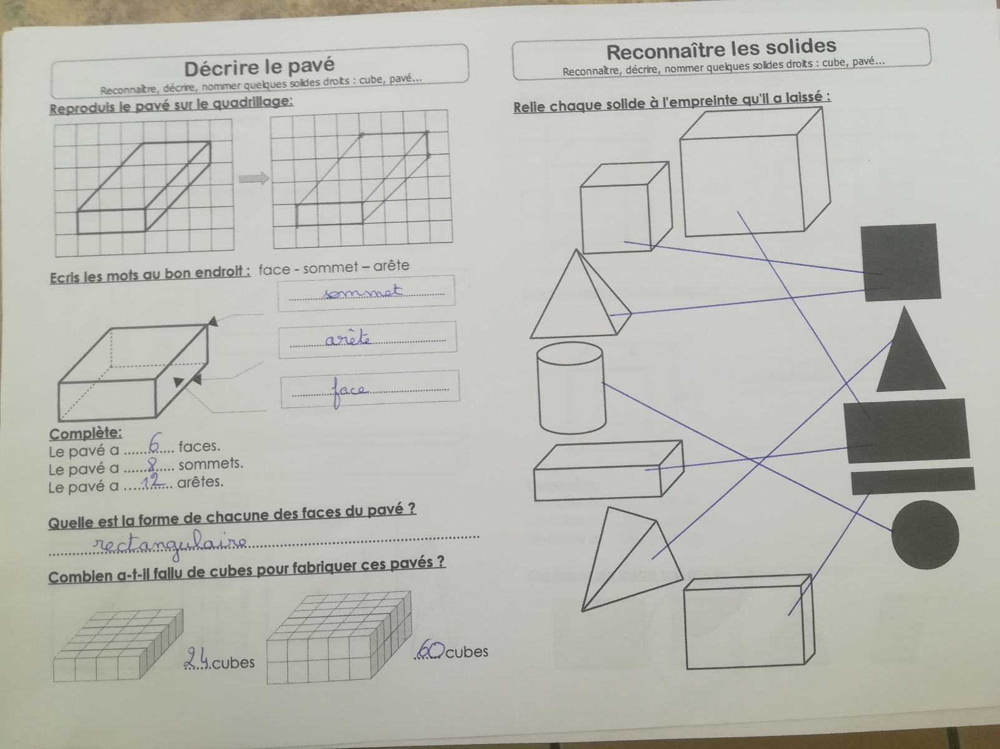 Décrire le pavé
Reconnaître, décrire, nommer quelques solides droits : cube, pavé...
Reproduis le pavé sur le quadrillage:
Ecris les mots au bon endroit : face - sommet – arête
sommet
arête
face
Complète:
Le pavé a ......6...... faces.
Le pavé a ......8...... sommets.
Le pavé a ......12...... arêtes.
Quelle est la forme de chacune des faces du pavé ?
rectangulaire
Combien a-t-il fallu de cubes pour fabriquer ces pavés ?
24 cubes
60 cubes
Reconnaître les solides
Reconnaître, décrire, nommer quelques solides droits : cube, pavé...
Relie chaque solide à l'empreinte qu'il a laissé :